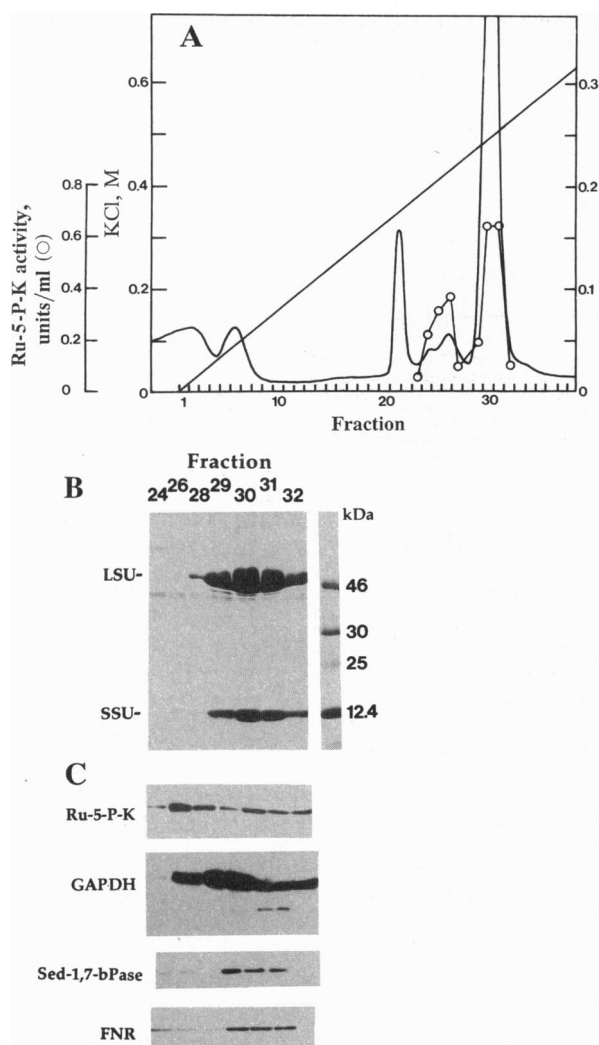 A
0.6
0.4
0.2
0
0.8
0.6
0.4
0.2
0
Ru-5-P-K activity,
units/ml (○)
KCl, M
0.3
0.2
0.1
0
1
10
20
30
Fraction
B
Fraction
24 26 28 29 30 31 32
kDa
LSU-
46
30
25
SSU-
12.4
C
Ru-5-P-K
GAPDH
Sed-1,7-bPase
FNR